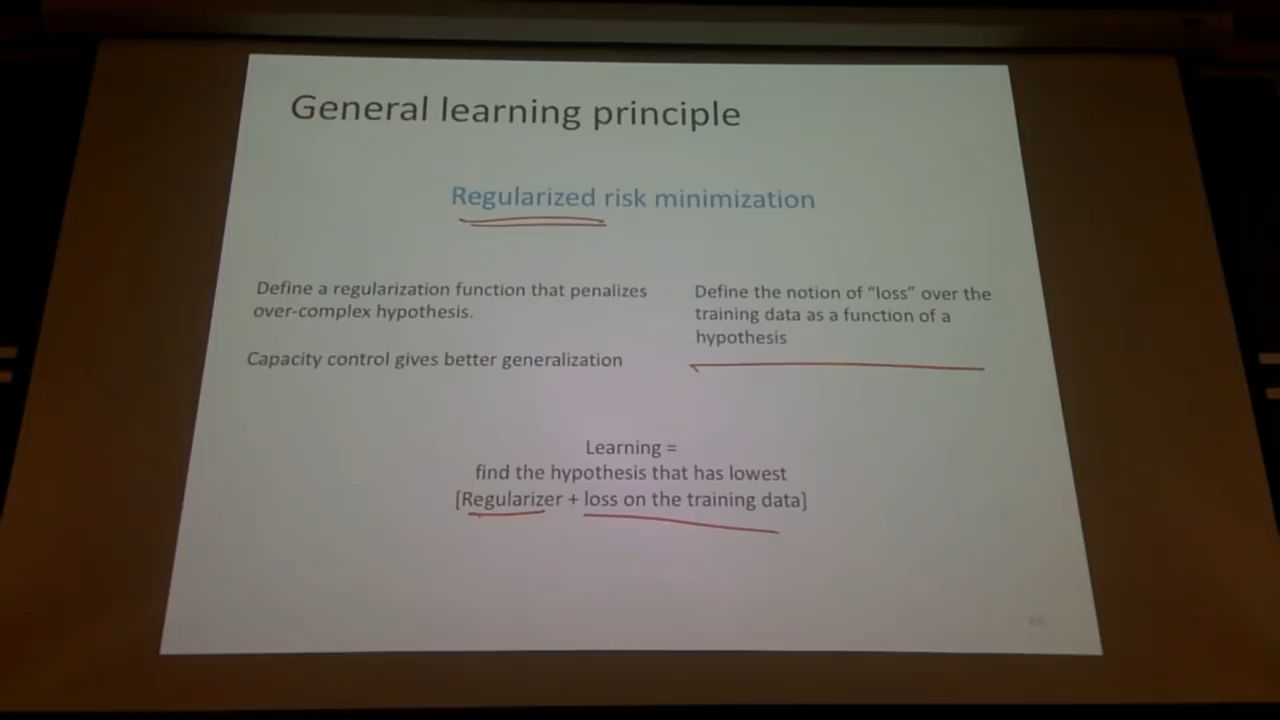 General learning principle
Regularized risk minimization
Define a regularization function that penalizes
over-complex hypothesis.
Capacity control gives better generalization
Define the notion of “loss” over the
training data as a function of a
hypothesis
Learning =
find the hypothesis that has lowest
[Regularizer + loss on the training data]